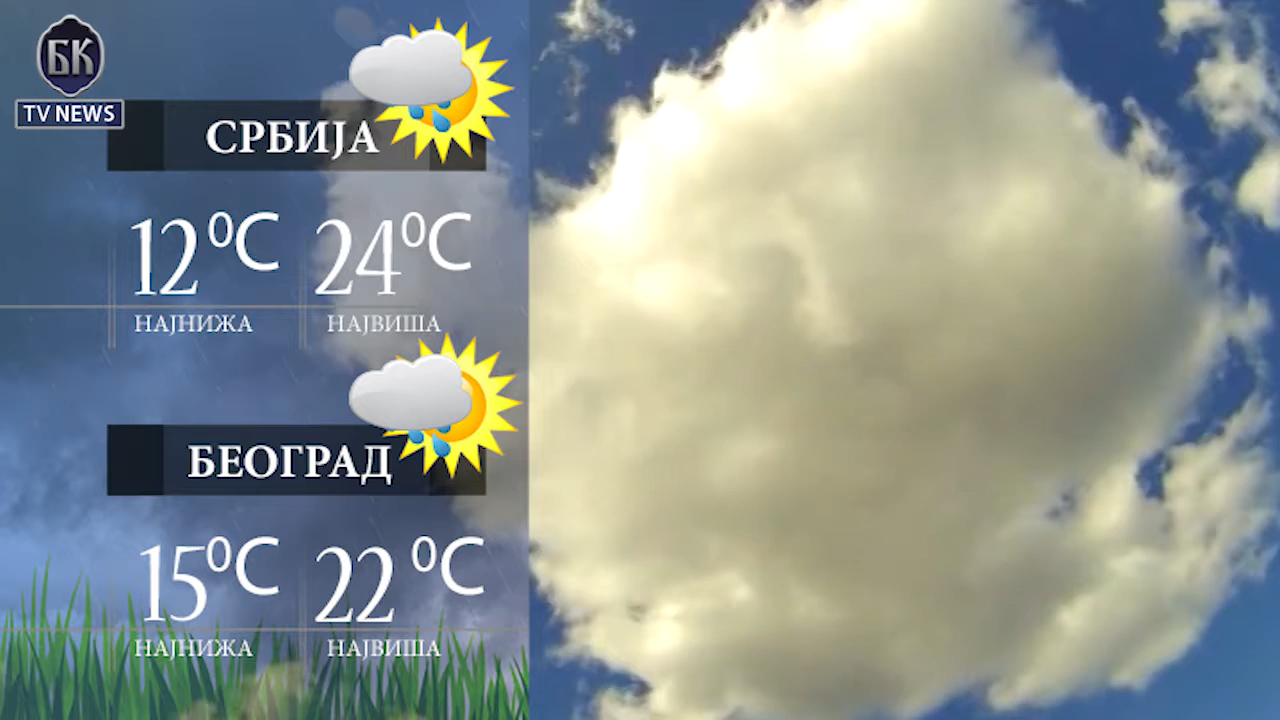 БК
TV NEWS
СРБИЈА
12°C 24°C
НАЈНИЖА НАЈВИША
БЕОГРАД
15°C 22°C
НАЈНИЖА НАЈВИША